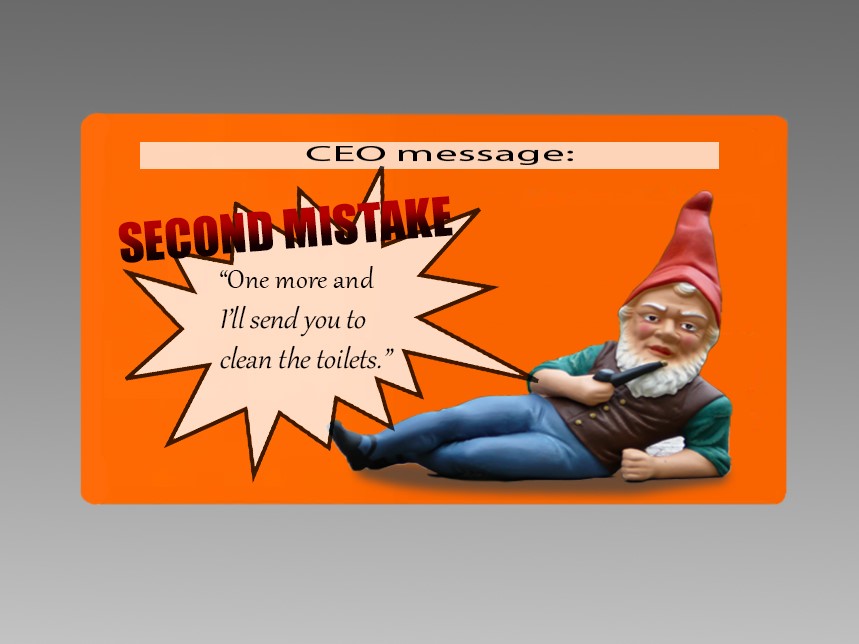 CEO message:
SECOND MISTAKE
“One more and
I’ll send you to
clean the toilets.”